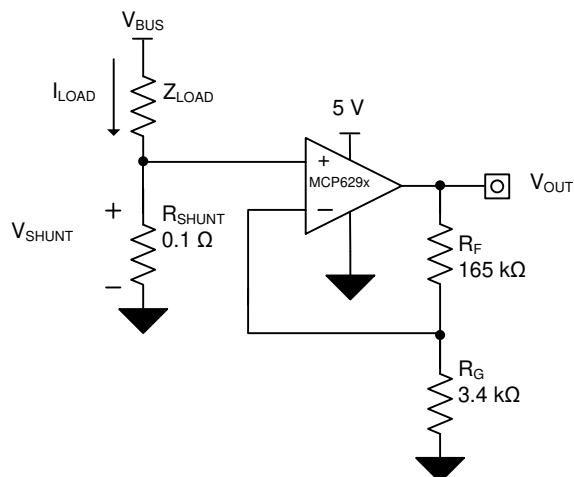 VBUS
ILOAD
ZLOAD
5 V
+
MCP629x
−
VOUT
+
VSHUNT
−
RSHUNT
0.1 Ω
RF
165 kΩ
RG
3.4 kΩ